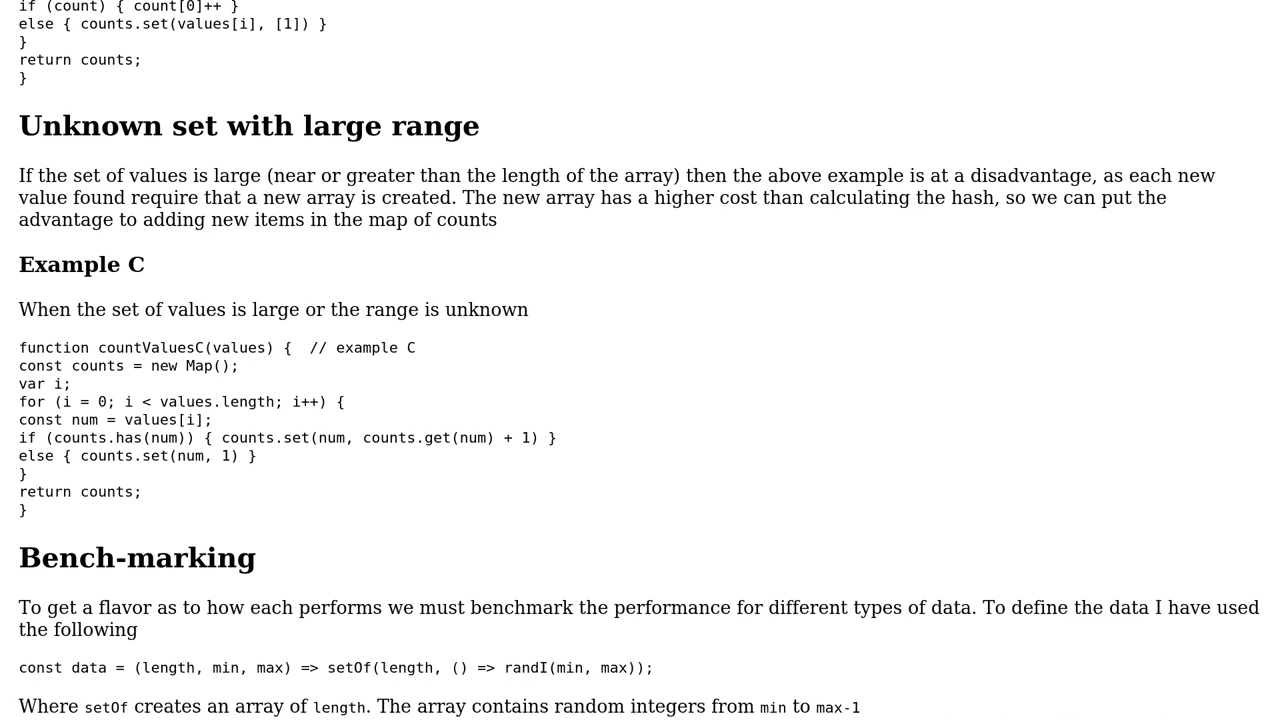 if (count) { count[0]++ }
else { counts.set(values[i], [1]) }
}
return counts;
}
Unknown set with large range
If the set of values is large (near or greater than the length of the array) then the above example is at a disadvantage, as each new
value found require that a new array is created. The new array has a higher cost than calculating the hash, so we can put the
advantage to adding new items in the map of counts
Example C
When the set of values is large or the range is unknown
function countValuesC(values) {  // example C
const counts = new Map();
var i;
for (i = 0; i < values.length; i++) {
const num = values[i];
if (counts.has(num)) { counts.set(num, counts.get(num) + 1) }
else { counts.set(num, 1) }
}
return counts;
}
Bench-marking
To get a flavor as to how each performs we must benchmark the performance for different types of data. To define the data I have used
the following
const data = (length, min, max) => setOf(length, () => randI(min, max));
Where setOf creates an array of length. The array contains random integers from min to max-1